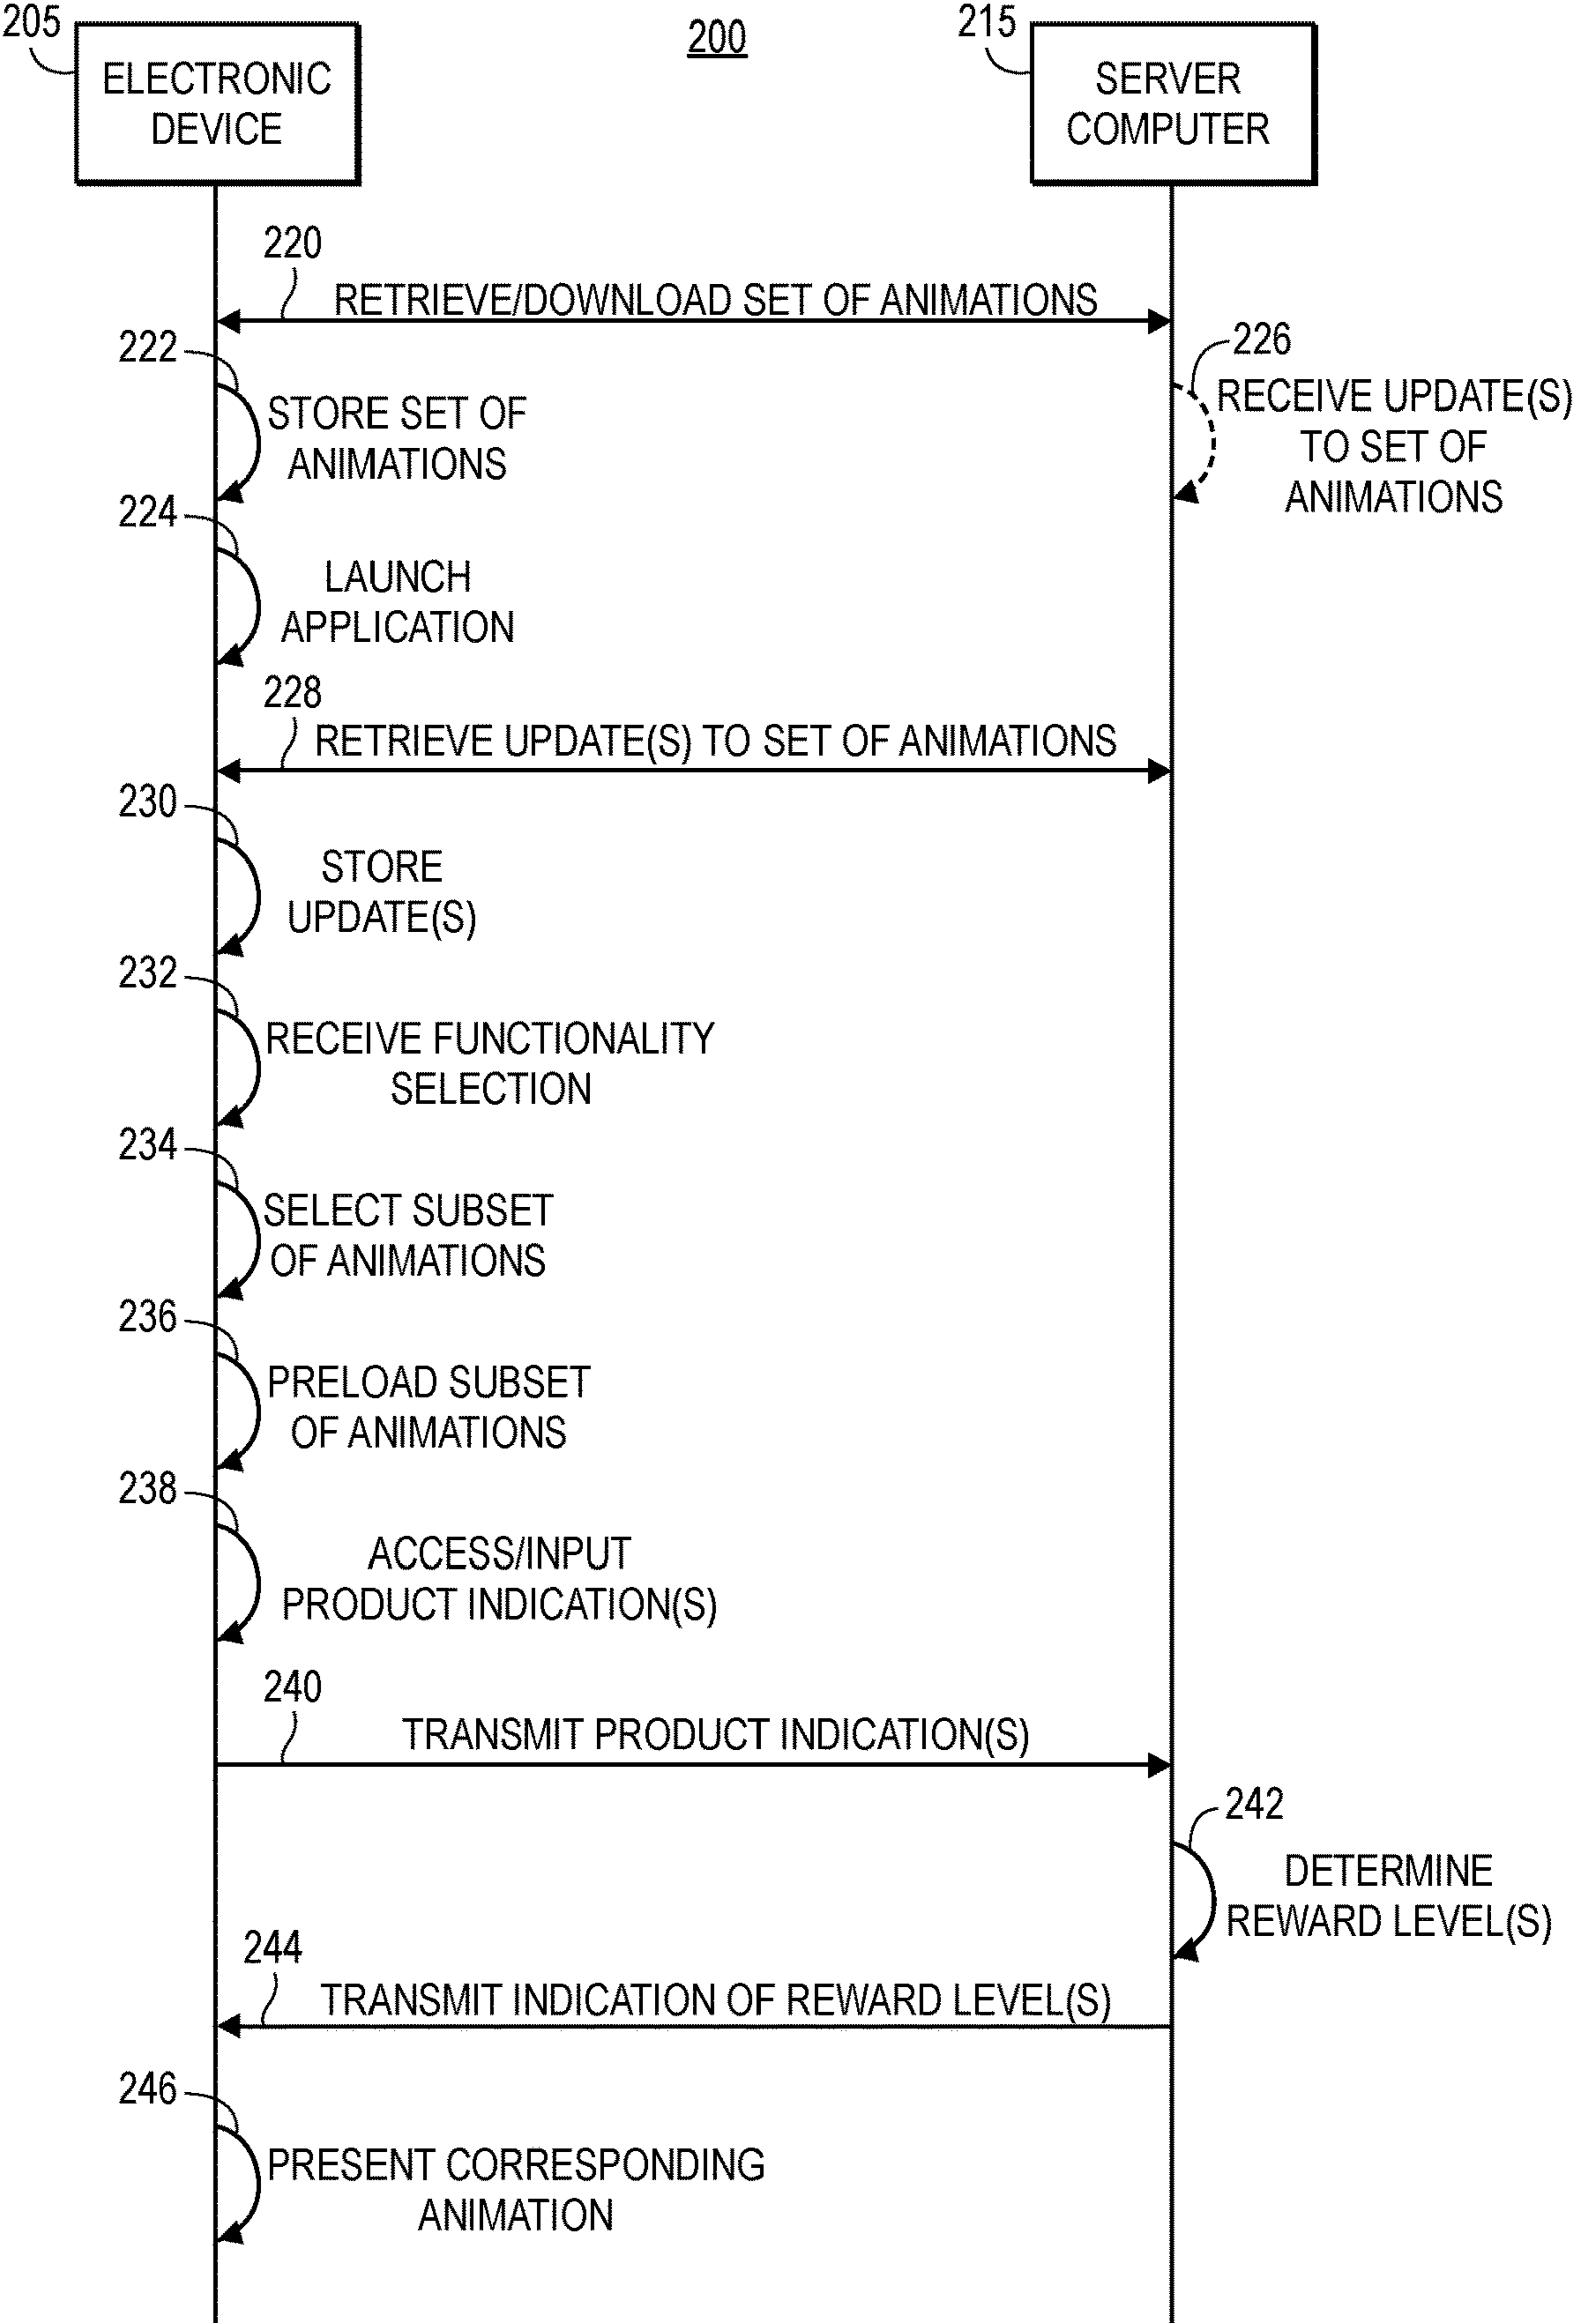 205
ELECTRONIC
DEVICE
200
215
SERVER
COMPUTER
220
RETRIEVE/DOWNLOAD SET OF ANIMATIONS
222
STORE SET OF
ANIMATIONS
226
RECEIVE UPDATE(S)
TO SET OF
ANIMATIONS
224
LAUNCH
APPLICATION
228
RETRIEVE UPDATE(S) TO SET OF ANIMATIONS
230
STORE
UPDATE(S)
232
RECEIVE FUNCTIONALITY
SELECTION
234
SELECT SUBSET
OF ANIMATIONS
236
PRELOAD SUBSET
OF ANIMATIONS
238
ACCESS/INPUT
PRODUCT INDICATION(S)
240
TRANSMIT PRODUCT INDICATION(S)
242
DETERMINE
REWARD LEVEL(S)
244
TRANSMIT INDICATION OF REWARD LEVEL(S)
246
PRESENT CORRESPONDING
ANIMATION